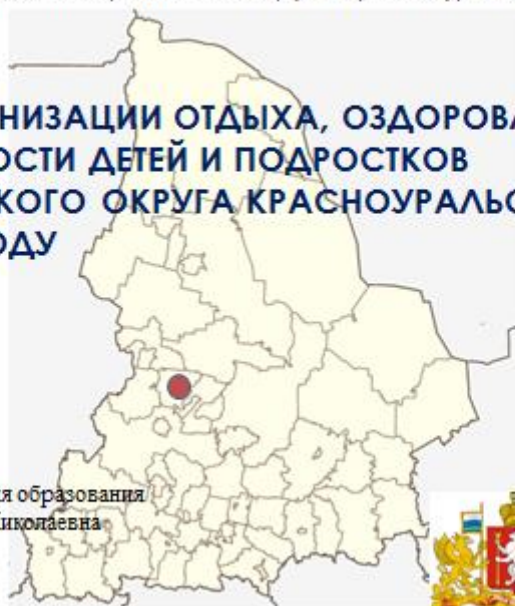 НИЗАЦИИ ОТДЫХА, ОЗДОРОВА
ОСТИ ДЕТЕЙ И ПОДРОСТКОВ
КОГО ОКРУГА КРАСНОУРАЛЬС
ОДУ
я образования
иколаевна